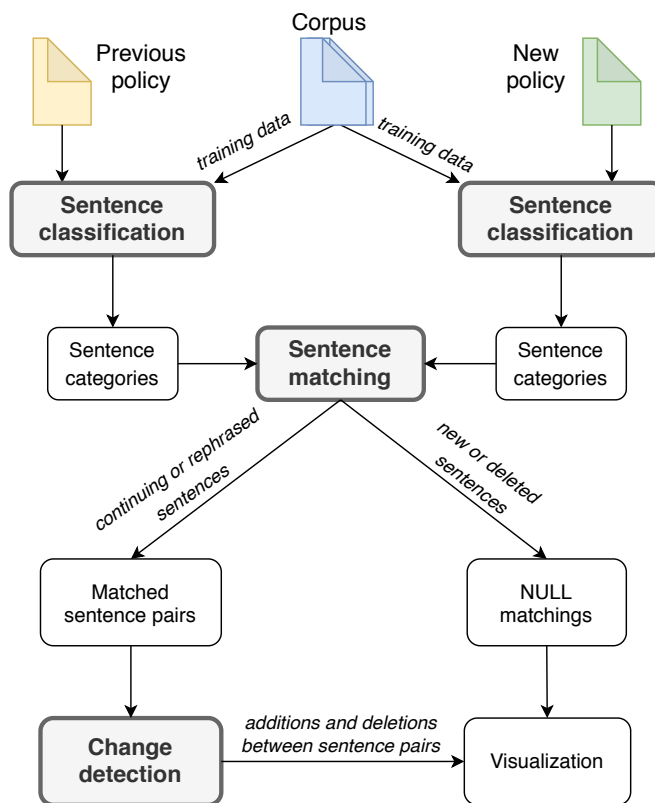 Corpus
Previous
policy
New
policy
training data
training data
Sentence
classification
Sentence
classification
Sentence
categories
Sentence
matching
Sentence
categories
continuing or rephrased
sentences
new or deleted
sentences
Matched
sentence pairs
NULL
matchings
additions and deletions
between sentence pairs
Change
detection
Visualization